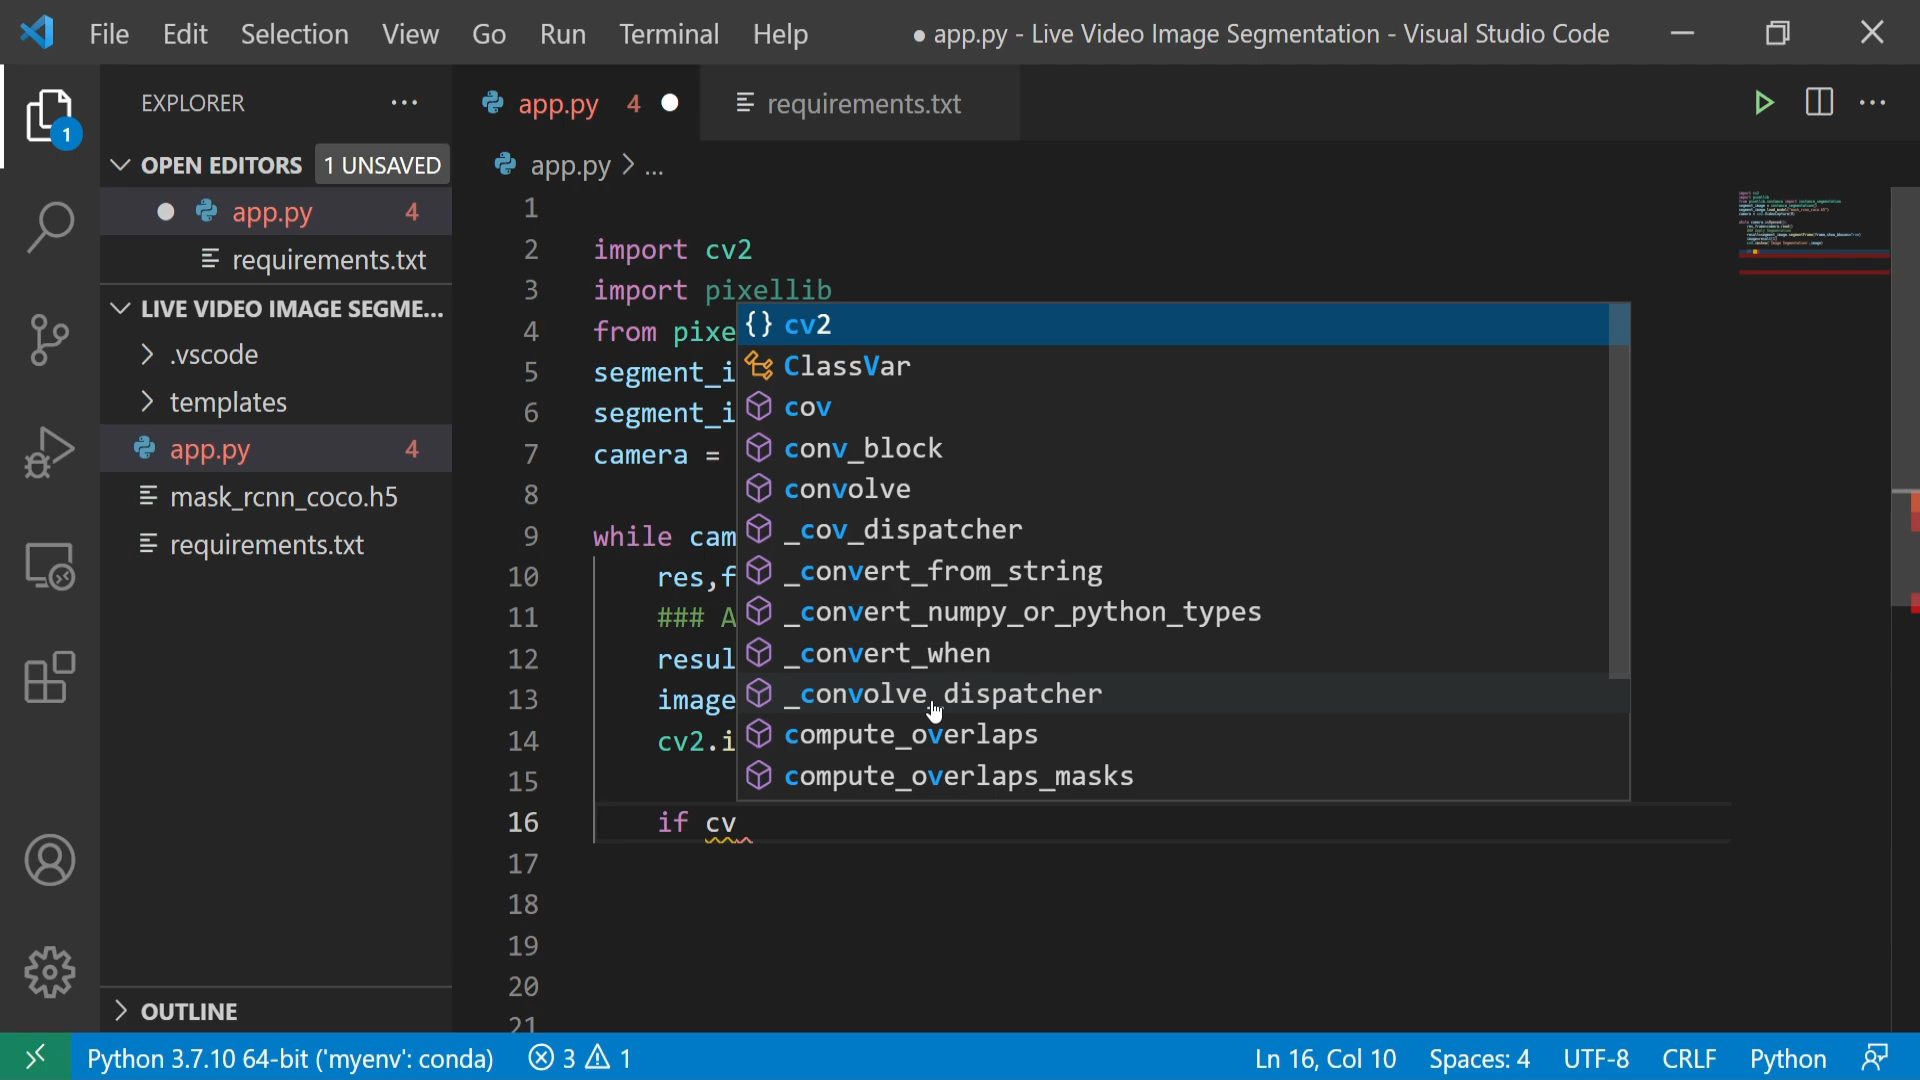 File Edit Selection View Go Run Terminal Help ● app.py - Live Video Image Segmentation - Visual Studio Code
EXPLORER ...
app.py 4
requirements.txt
1
OPEN EDITORS 1 UNSAVED
app.py > ...
app.py 4
requirements.txt
LIVE VIDEO IMAGE SEGME...
.vscode
templates
app.py 4
mask_rcnn_coco.h5
requirements.txt
OUTLINE
1
2 import cv2
3 import pixellib
4 from pixe
5 segment_i
6 segment_i
7 camera =
8
9 while cam
10 res,f
11 ### A
12 resul
13 image
14 cv2.i
15
16 if cv
17
18
19
20
21
{} cv2
ClassVar
cov
conv_block
convolve
_cov_dispatcher
_convert_from_string
_convert_numpy_or_python_types
_convert_when
_convolve_dispatcher
compute_overlaps
compute_overlaps_masks
Python 3.7.10 64-bit ('myenv': conda) 3 1 Ln 16, Col 10 Spaces: 4 UTF-8 CRLF Python